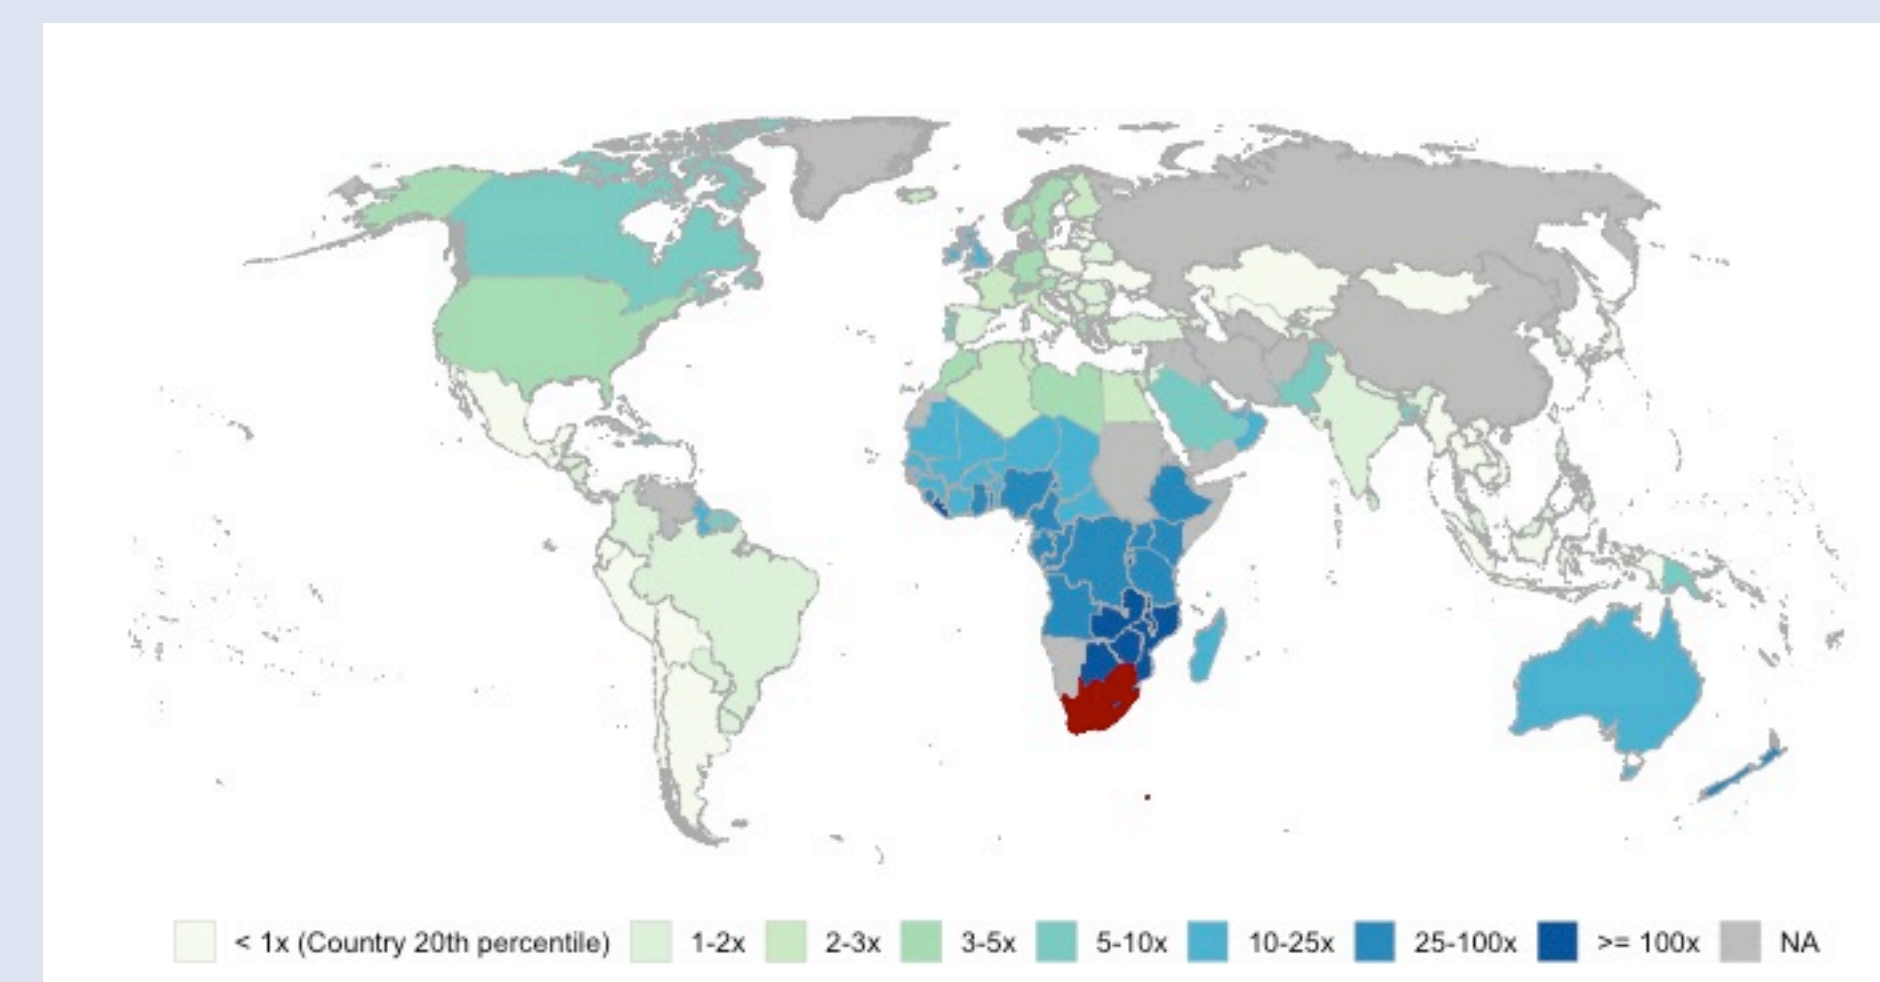 < 1x (Country 20th percentile) 1-2x 2-3x 3-5x 5-10x 10-25x 25-100x >= 100x NA